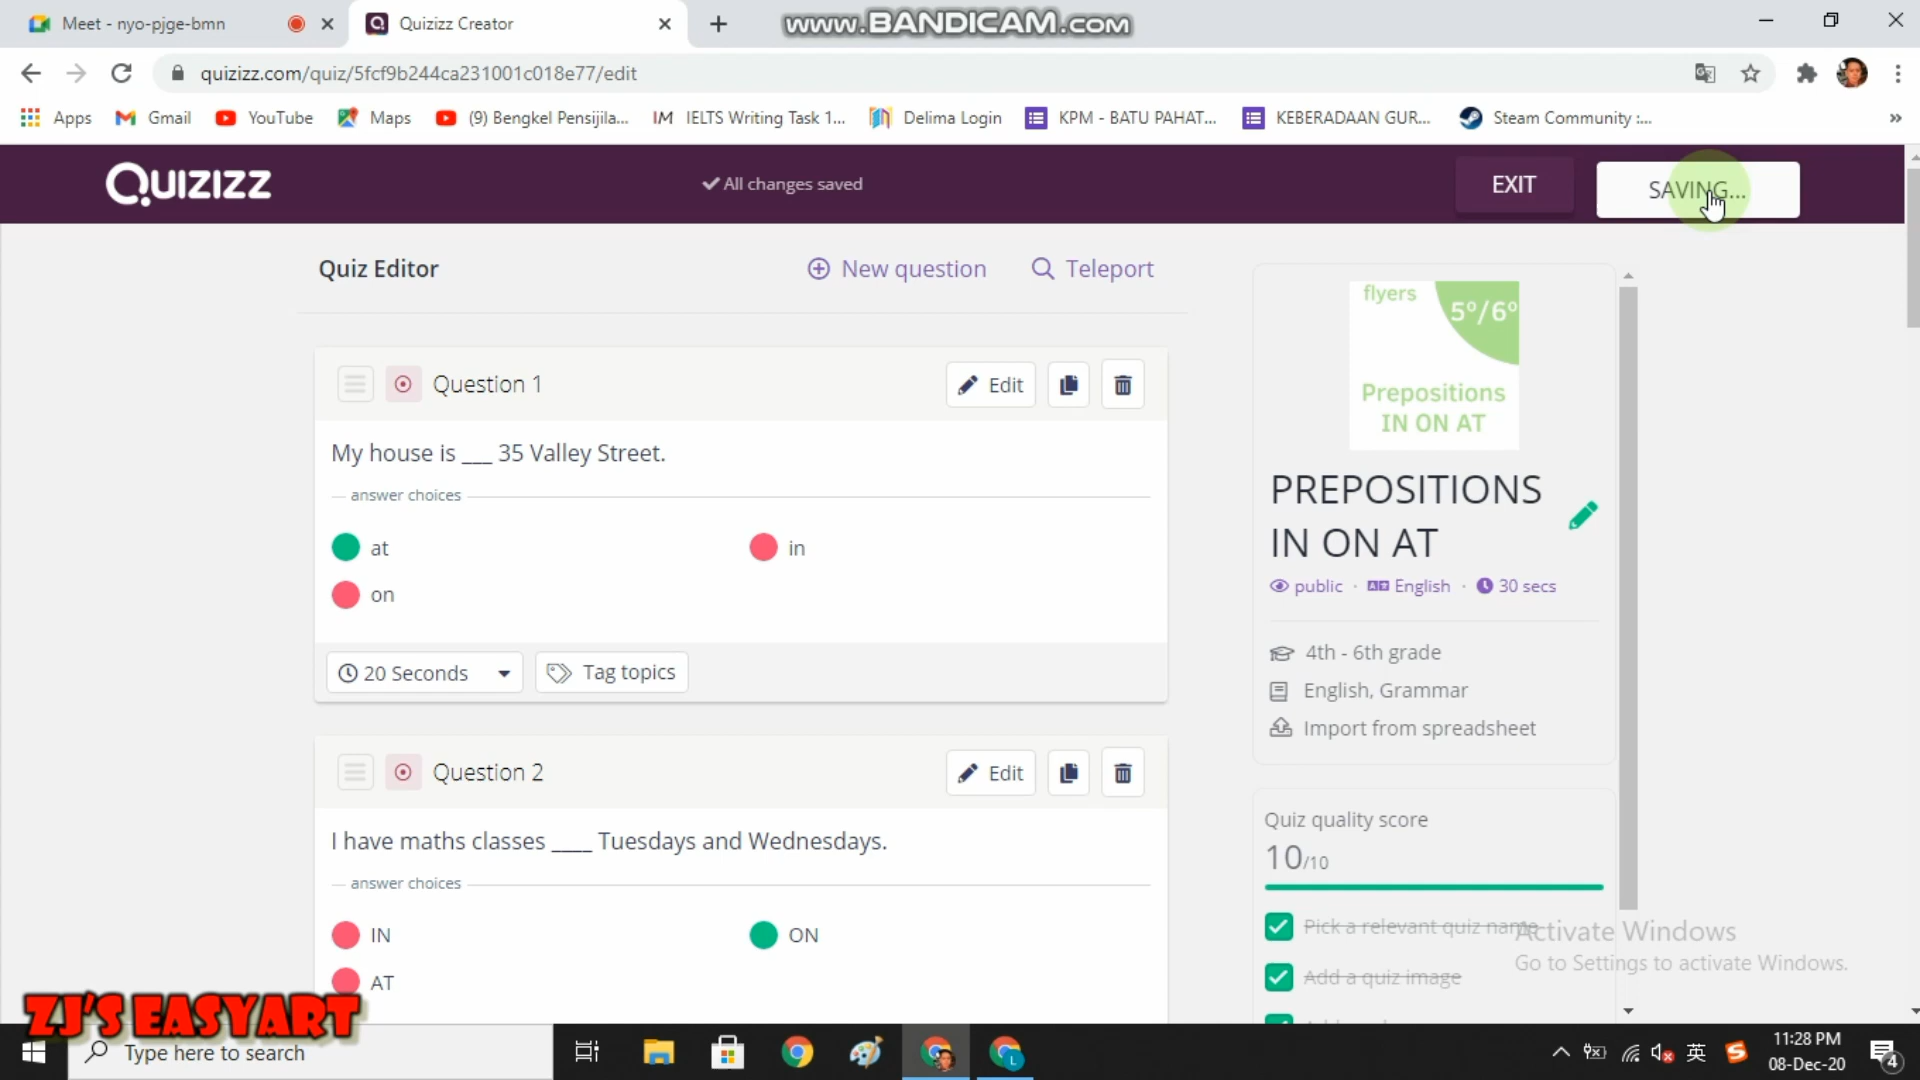 Meet - nyo-pjge-bmn
Quizizz Creator
www.BANDICAM.com
quizizz.com/quiz/5fcf9b244ca231001c018e77/edit
Apps
Gmail
YouTube
Maps
(9) Bengkel Pensijila...
IM
IELTS Writing Task 1...
Delima Login
KPM - BATU PAHAT...
KEBERADAAN GUR...
Steam Community :...
QUIZIZZ
All changes saved
EXIT
SAVING...
Quiz Editor
New question
Teleport
Question 1
Edit
My house is ___ 35 Valley Street.
answer choices
at
in
on
20 Seconds
Tag topics
Question 2
Edit
I have maths classes ____ Tuesdays and Wednesdays.
answer choices
IN
ON
AT
flyers
5º/6º
Prepositions
IN ON AT
PREPOSITIONS
IN ON AT
public · English · 30 secs
4th - 6th grade
English, Grammar
Import from spreadsheet
Quiz quality score
10/10
Pick a relevant quiz name
Add a quiz image
Activate Windows
Go to Settings to activate Windows.
ZJ'S EASYART
Type here to search
L
英
11:28 PM
08-Dec-20
4